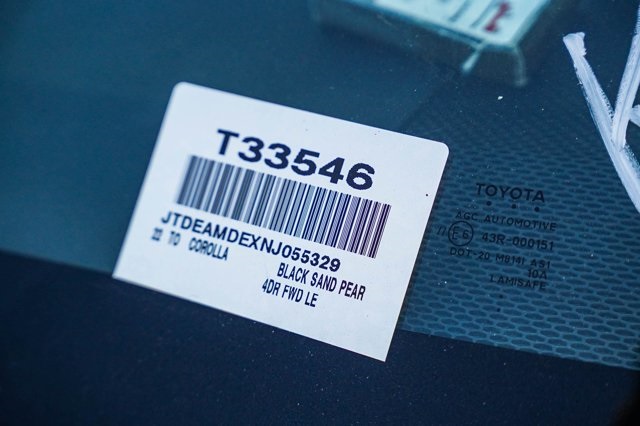 T33546
JTDEAMDEXNJ055329
22 TO COROLLA
BLACK SAND PEAR
4DR FWD LE
TOYOTA
AGC AUTOMOTIVE
E6 43R-000151
DOT-20 M914 AS1
10A
LAMISAFE